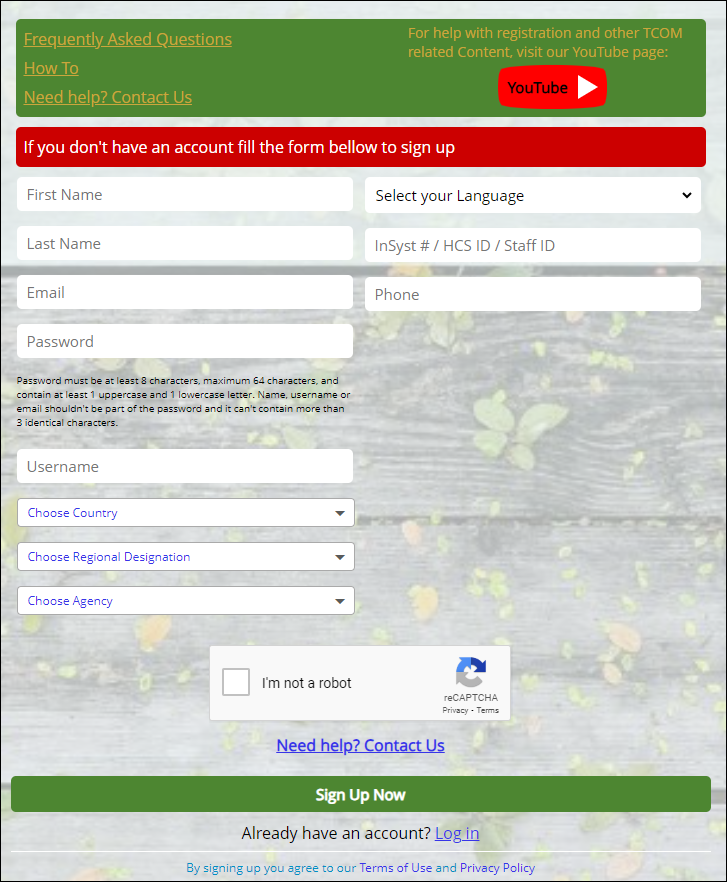 Frequently Asked Questions
How To
Need help? Contact Us
For help with registration and other TCOM
related Content, visit our YouTube page:
YouTube
If you don't have an account fill the form bellow to sign up
First Name
Select your Language
Last Name
InSyst # / HCS ID / Staff ID
Email
Phone
Password
Password must be at least 8 characters, maximum 64 characters, and
contain at least 1 uppercase and 1 lowercase letter. Name, username or
email shouldn't be part of the password and it can't contain more than
3 identical characters.
Username
Choose Country
Choose Regional Designation
Choose Agency
I'm not a robot
reCAPTCHA
Privacy - Terms
Need help? Contact Us
Sign Up Now
Already have an account? Log in
By signing up you agree to our Terms of Use and Privacy Policy